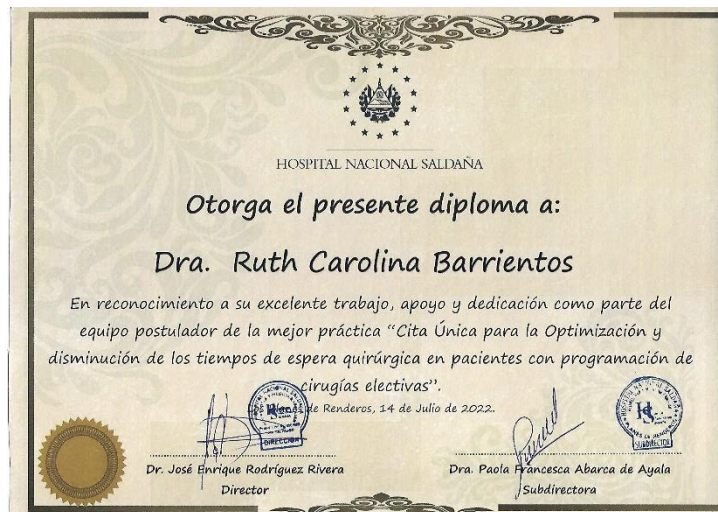 HOSPITAL NACIONAL SALDAÑA
Otorga el presente diploma a:
Dra. Ruth Carolina Barrientos
En reconocimiento a su excelente trabajo, apoyo y dedicación como parte del
equipo postulador de la mejor práctica “Cita Única para la Optimización y
disminución de los tiempos de espera quirúrgica en pacientes con programación de
cirugías electivas”.
de Renderos, 14 de Julio de 2022.
DIRECCION
SUBDIRECTOR
Dr. José Enrique Rodríguez Rivera
Director
Dra. Paola Francesca Abarca de Ayala
Subdirectora